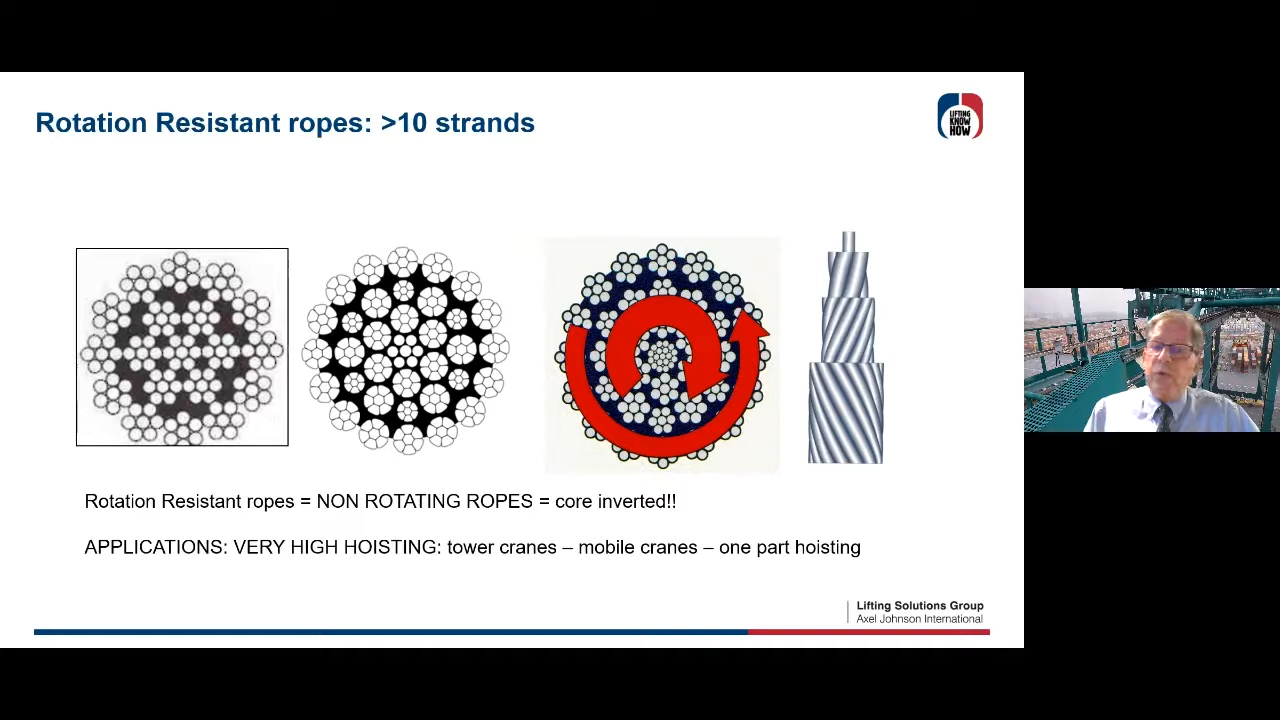 Rotation Resistant ropes: >10 strands
LIFTING
KNOW
HOW
Rotation Resistant ropes = NON ROTATING ROPES = core inverted!!
APPLICATIONS: VERY HIGH HOISTING: tower cranes – mobile cranes – one part hoisting
Lifting Solutions Group
Axel Johnson International